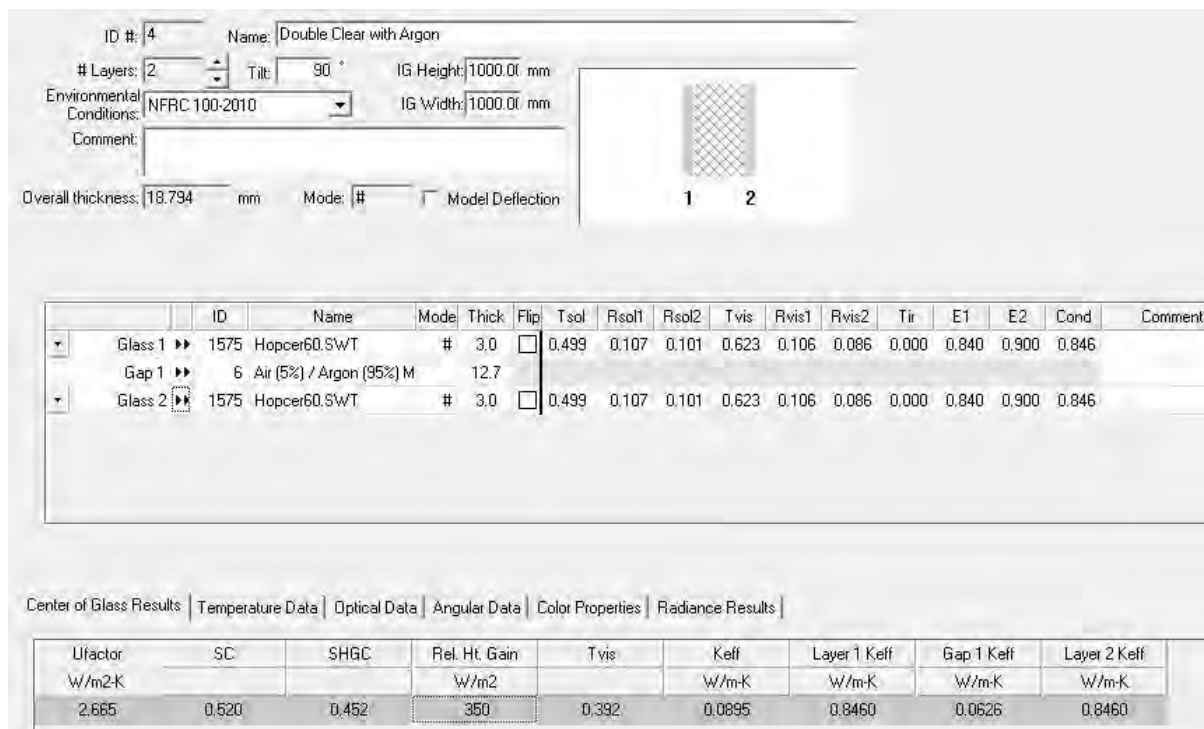 ID #: 4 Name: Double Clear with Argon
# Layers: 2 Tilt: 90 ° IG Height: 1000.0( mm
Environmental Conditions: NFRC 100-2010 IG Width: 1000.0( mm
Comment:
Overall thickness: 18.794 mm Mode: # Model Deflection
1 2
ID Name Mode Thick Flip Tsol Rsol1 Rsol2 Tvis Rvis1 Rvis2 Tir E1 E2 Cond Comment
Glass 1 1575 Hopcer60.SWT # 3.0 0.499 0.107 0.101 0.623 0.106 0.086 0.000 0.840 0.900 0.846
Gap 1 6 Air (5%) / Argon (95%) M 12.7
Glass 2 1575 Hopcer60.SWT # 3.0 0.499 0.107 0.101 0.623 0.106 0.086 0.000 0.840 0.900 0.846
Center of Glass Results Temperature Data Optical Data Angular Data Color Properties Radiance Results
Ufactor SC SHGC Rel. Ht. Gain Tvis Keff Layer 1 Keff Gap 1 Keff Layer 2 Keff
W/m2-K W/m2 W/m-K W/m-K W/m-K W/m-K
2.665 0.520 0.452 350 0.392 0.0895 0.8460 0.0626 0.8460